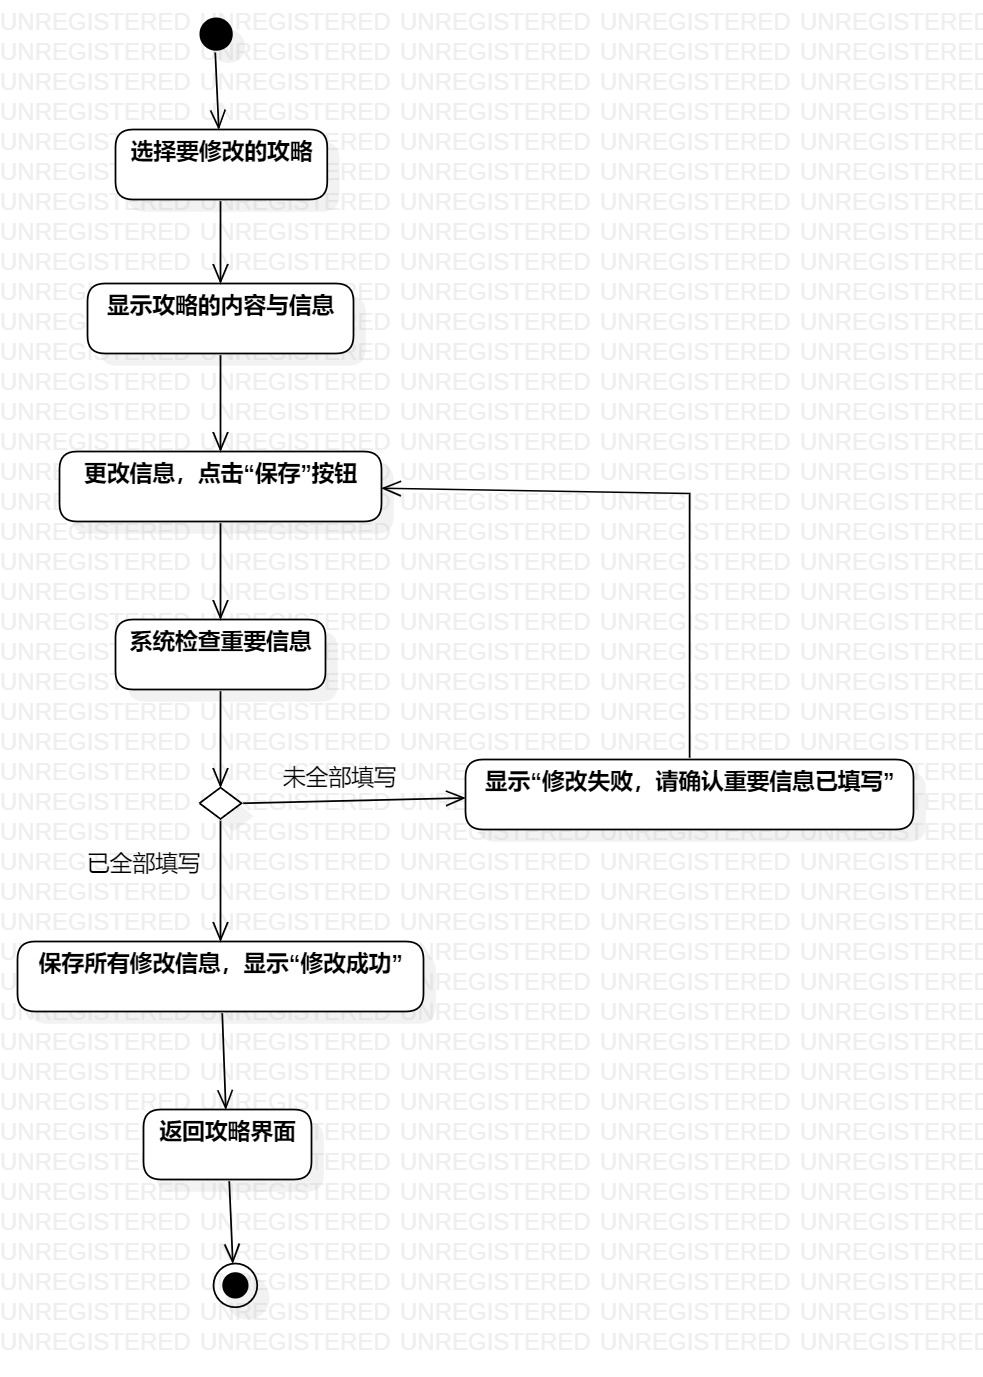 选择要修改的攻略
显示攻略的内容与信息
更改信息，点击“保存”按钮
系统检查重要信息
未全部填写
显示“修改失败，请确认重要信息已填写”
已全部填写
保存所有修改信息，显示“修改成功”
返回攻略界面
UNREGISTERED